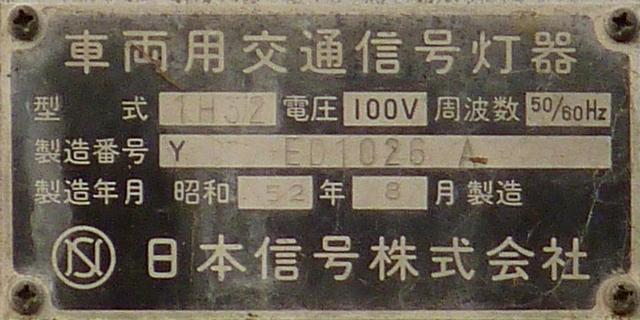 車両用交通信号灯器
型 式 1H32 電圧 100V 周波数 50/60Hz
製造番号 Y ED1026 A
製造年月 昭和 52 年 8 月 製造
NS 日本信号株式会社